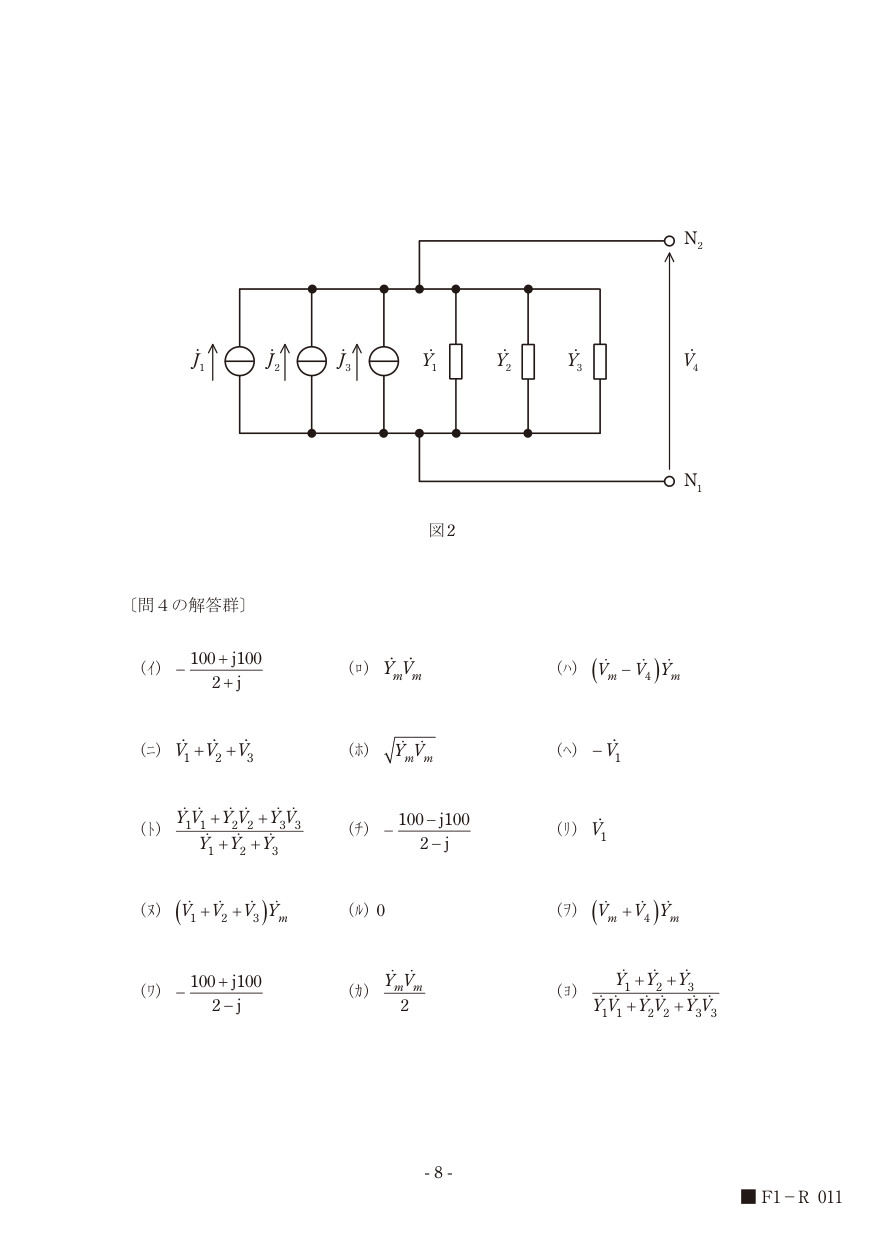 N₂
J̇₁ J̇₂ J̇₃ Ẏ₁ Ẏ₂ Ẏ₃ V̇₄
N₁
図2
〔問4の解答群〕
(イ) −(100+j100)/(2+j) (ロ) ẎₘV̇ₘ (ハ) (V̇ₘ−V̇₄)Ẏₘ
(ニ) V̇₁+V̇₂+V̇₃ (ホ) √(ẎₘV̇ₘ) (ヘ) −V̇₁
(ト) (Ẏ₁V̇₁+Ẏ₂V̇₂+Ẏ₃V̇₃)/(Ẏ₁+Ẏ₂+Ẏ₃) (チ) −(100−j100)/(2−j) (リ) V̇₁
(ヌ) (V̇₁+V̇₂+V̇₃)Ẏₘ (ル) 0 (ヲ) (V̇ₘ+V̇₄)Ẏₘ
(ワ) −(100+j100)/(2−j) (カ) ẎₘV̇ₘ/2 (ヨ) (Ẏ₁+Ẏ₂+Ẏ₃)/(Ẏ₁V̇₁+Ẏ₂V̇₂+Ẏ₃V̇₃)
- 8 -
■ F1−R 011